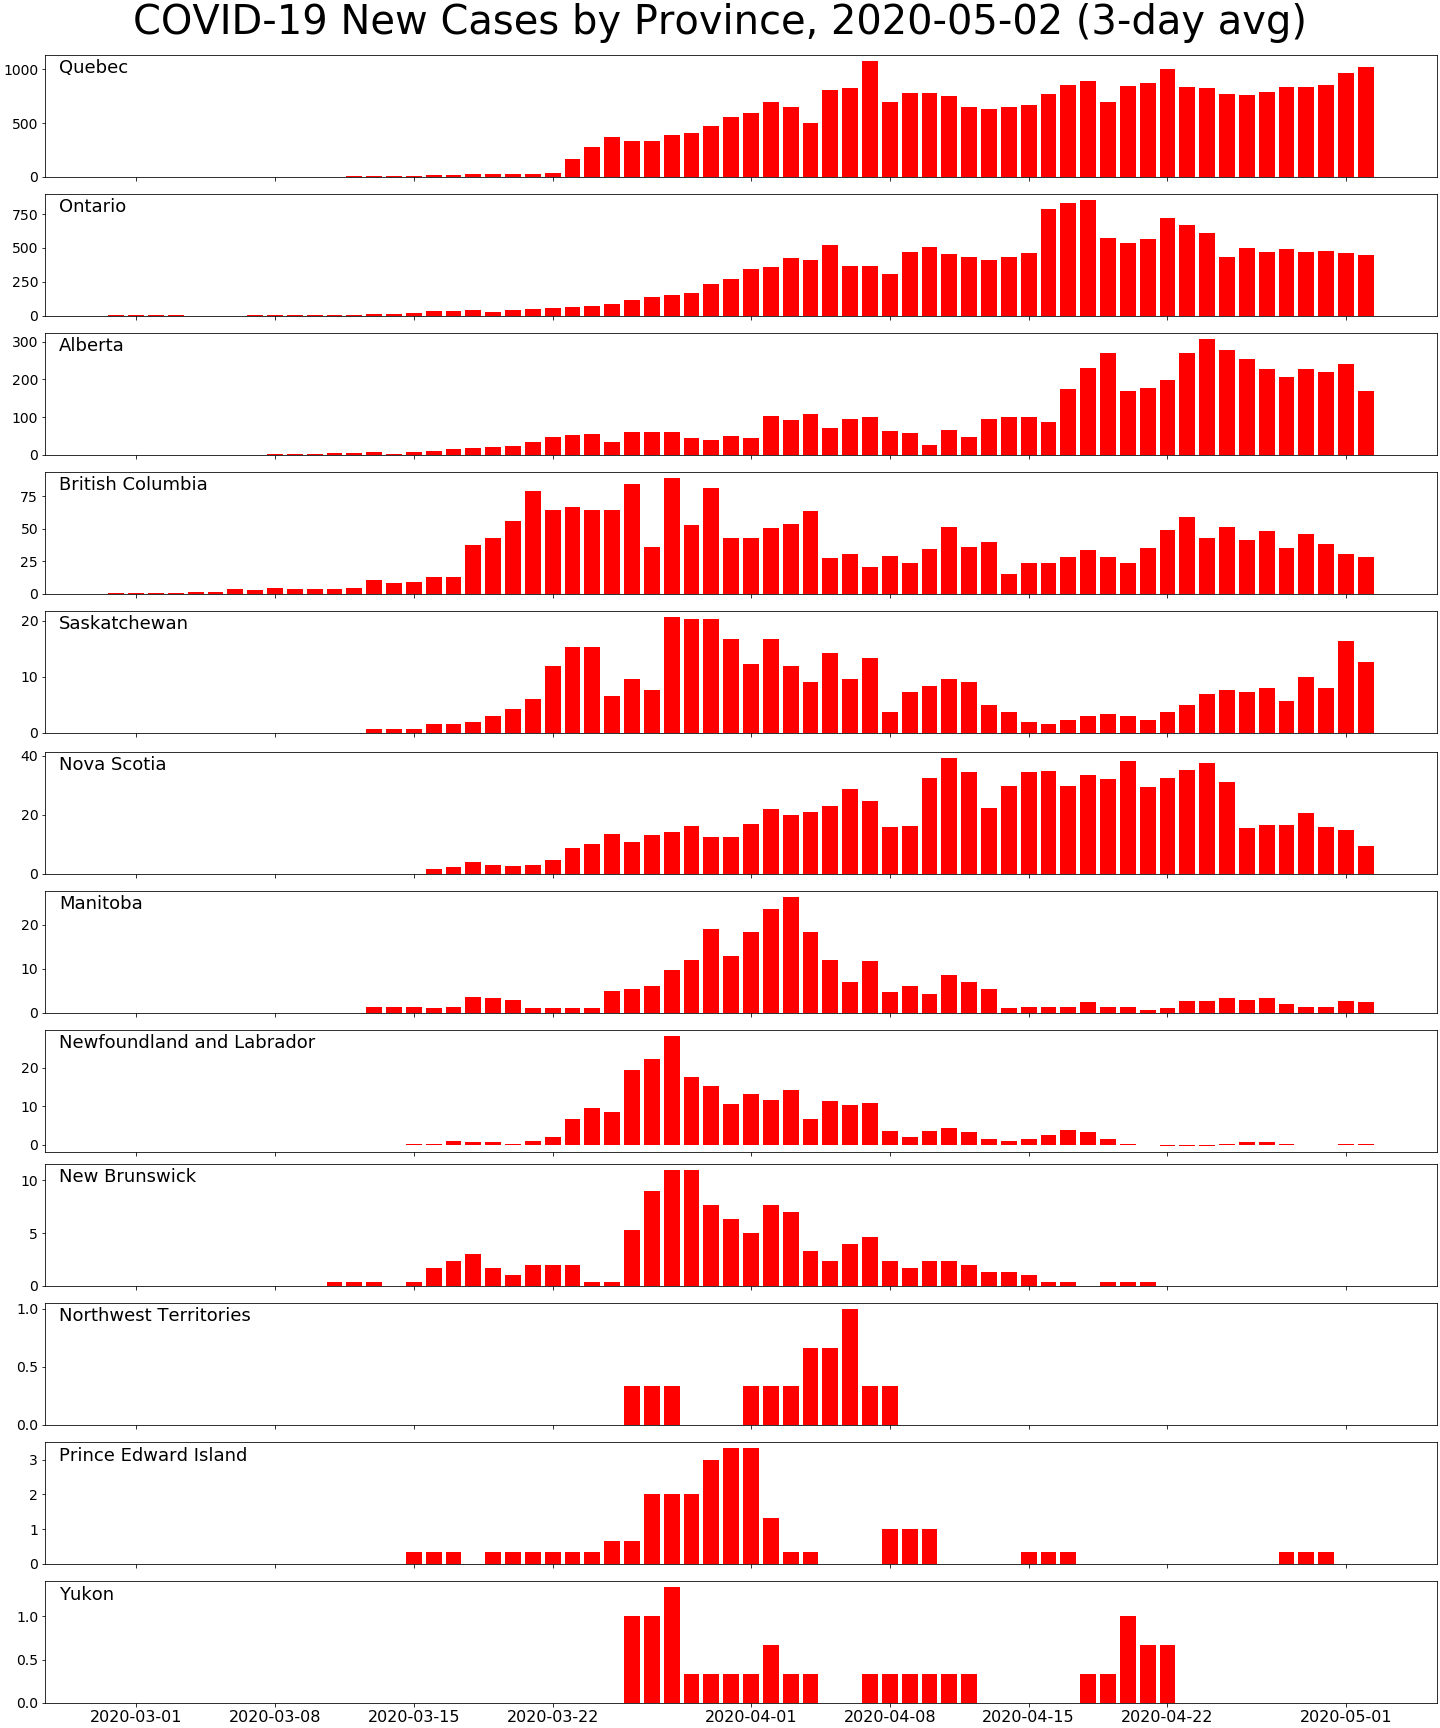 COVID-19 New Cases by Province, 2020-05-02 (3-day avg)
Quebec
1000
500
0
Ontario
750
500
250
0
Alberta
300
200
100
0
British Columbia
75
50
25
0
Saskatchewan
20
10
0
Nova Scotia
40
20
0
Manitoba
20
10
0
Newfoundland and Labrador
20
10
0
New Brunswick
10
5
0
Northwest Territories
1.0
0.5
0.0
Prince Edward Island
3
2
1
0
Yukon
1.0
0.5
0.0
2020-03-01 2020-03-08 2020-03-15 2020-03-22 2020-04-01 2020-04-08 2020-04-15 2020-04-22 2020-05-01